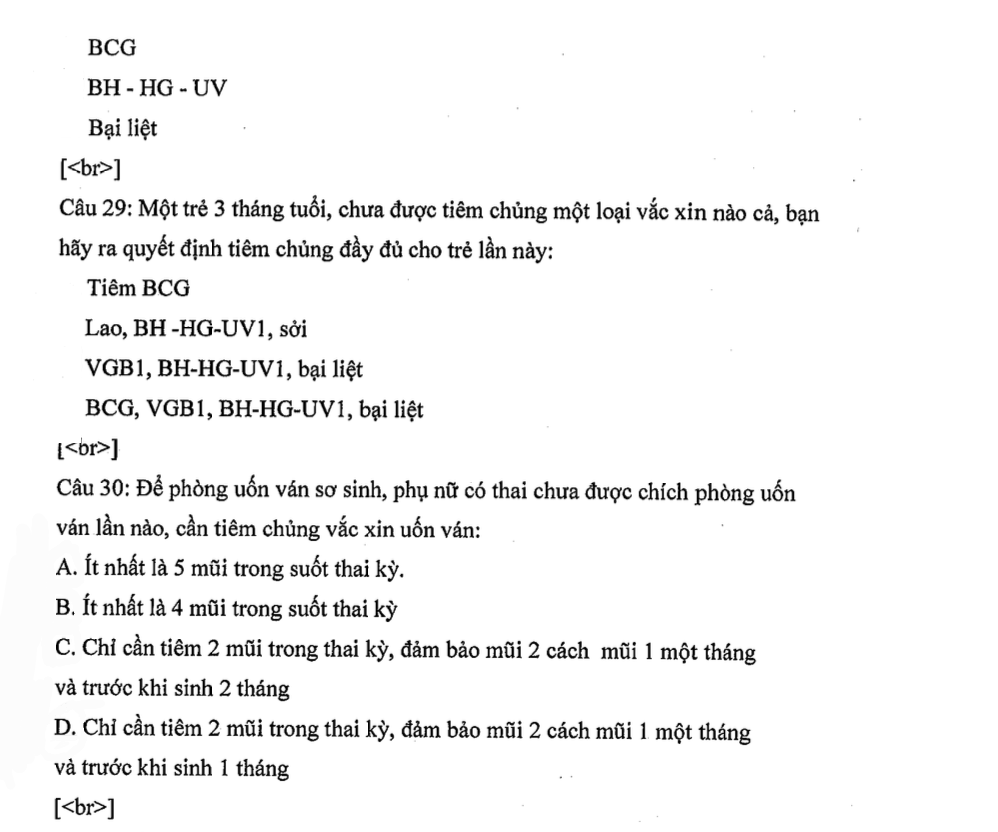 BCG
BH - HG - UV
Bại liệt
[<br>]
Câu 29: Một trẻ 3 tháng tuổi, chưa được tiêm chủng một loại vắc xin nào cả, bạn
hãy ra quyết định tiêm chủng đầy đủ cho trẻ lần này:
Tiêm BCG
Lao, BH -HG-UV1, sởi
VGB1, BH-HG-UV1, bại liệt
BCG, VGB1, BH-HG-UV1, bại liệt
[<br>]
Câu 30: Để phòng uốn ván sơ sinh, phụ nữ có thai chưa được chích phòng uốn
ván lần nào, cần tiêm chủng vắc xin uốn ván:
A. Ít nhất là 5 mũi trong suốt thai kỳ.
B. Ít nhất là 4 mũi trong suốt thai kỳ
C. Chỉ cần tiêm 2 mũi trong thai kỳ, đảm bảo mũi 2 cách mũi 1 một tháng
và trước khi sinh 2 tháng
D. Chỉ cần tiêm 2 mũi trong thai kỳ, đảm bảo mũi 2 cách mũi 1 một tháng
và trước khi sinh 1 tháng
[<br>]